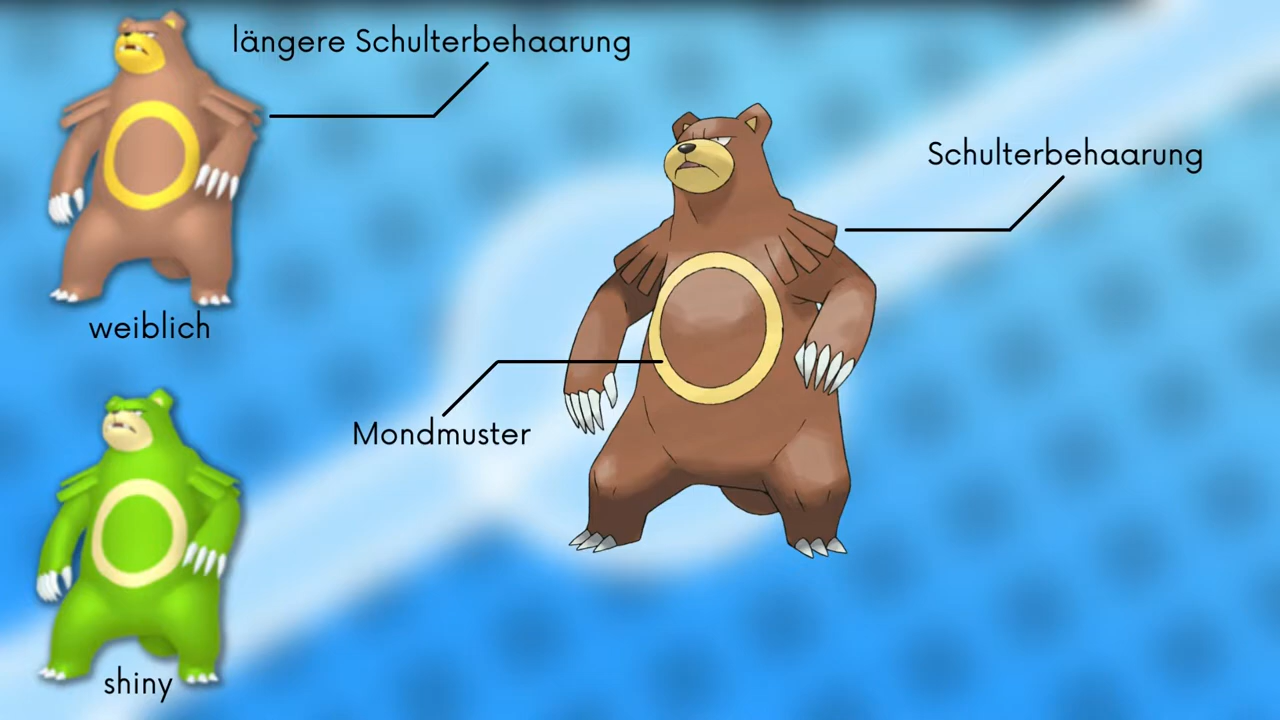 längere Schulterbehaarung
Schulterbehaarung
weiblich
Mondmuster
shiny